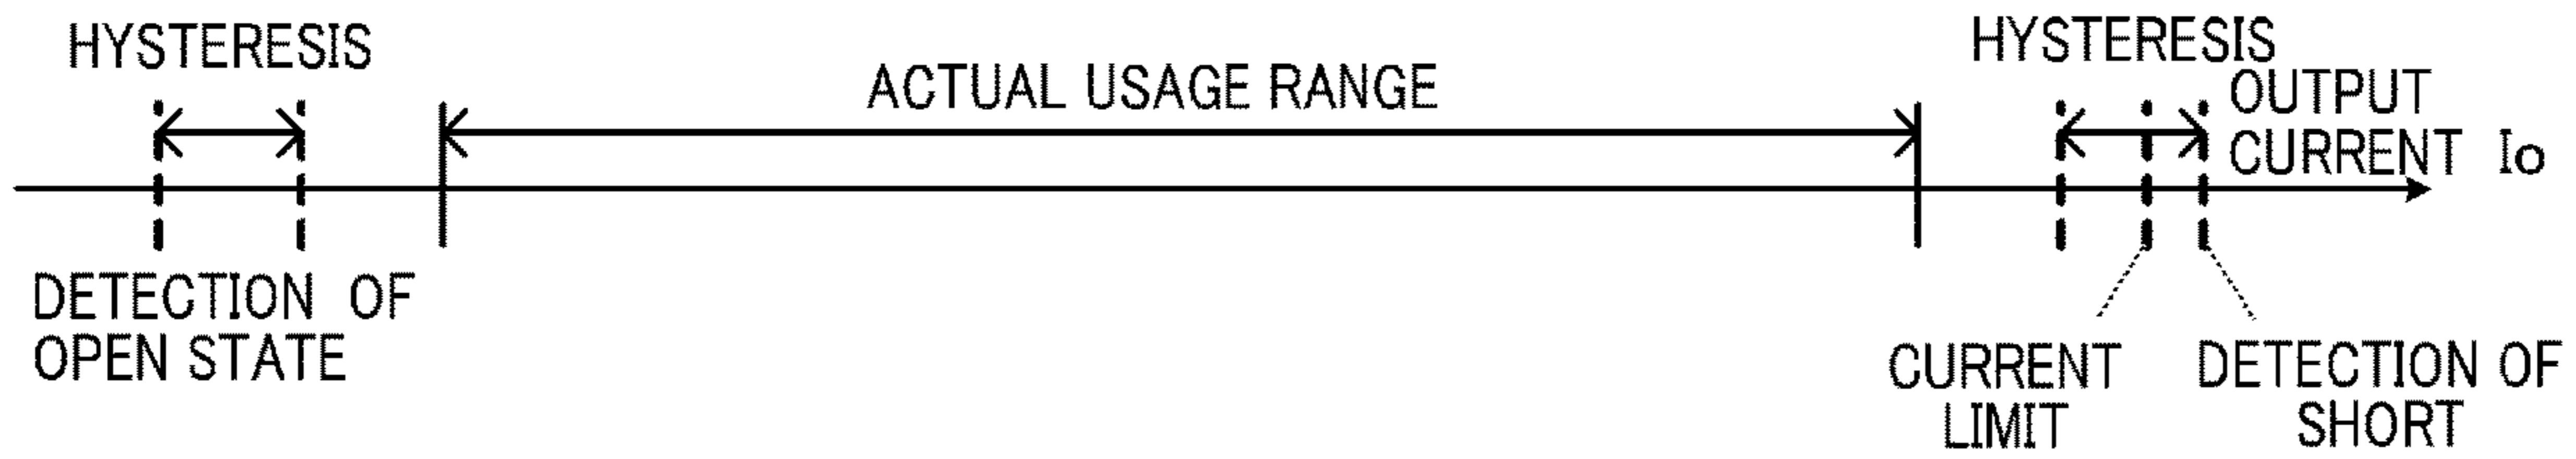 HYSTERESIS
ACTUAL USAGE RANGE
HYSTERESIS
OUTPUT
CURRENT Io
DETECTION OF
OPEN STATE
CURRENT
LIMIT
DETECTION OF
SHORT